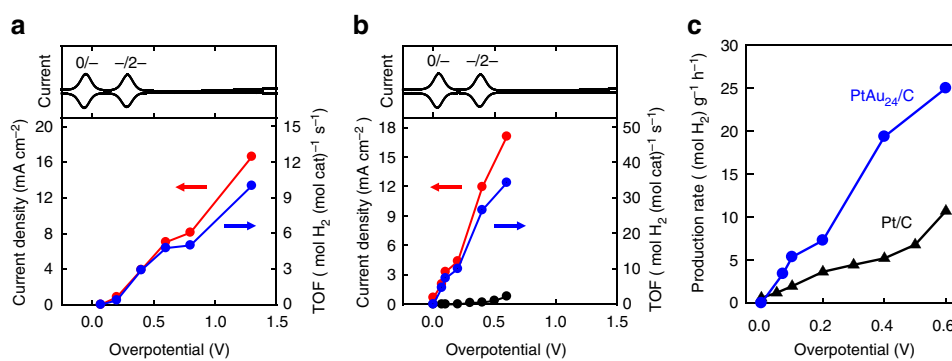 a
0/– –/2–
Current
20
16
12
8
4
0
Current density (mA cm–2)
15
12.5
9
6
3
0
TOF ( mol H2 (mol cat)–1 s–1)
0.0 0.5 1.0 1.5
Overpotential (V)
b
0/– –/2–
Current
18
15
12
9
6
3
0
Current density (mA cm–2)
50
40
30
20
10
0
TOF ( mol H2 (mol cat)–1 s–1)
0.0 0.5 1.0 1.5
Overpotential (V)
c
30
25
20
15
10
5
0
Production rate ( (mol H2) g–1 h–1)
PtAu24/C
Pt/C
0.0 0.2 0.4 0.6
Overpotential (V)